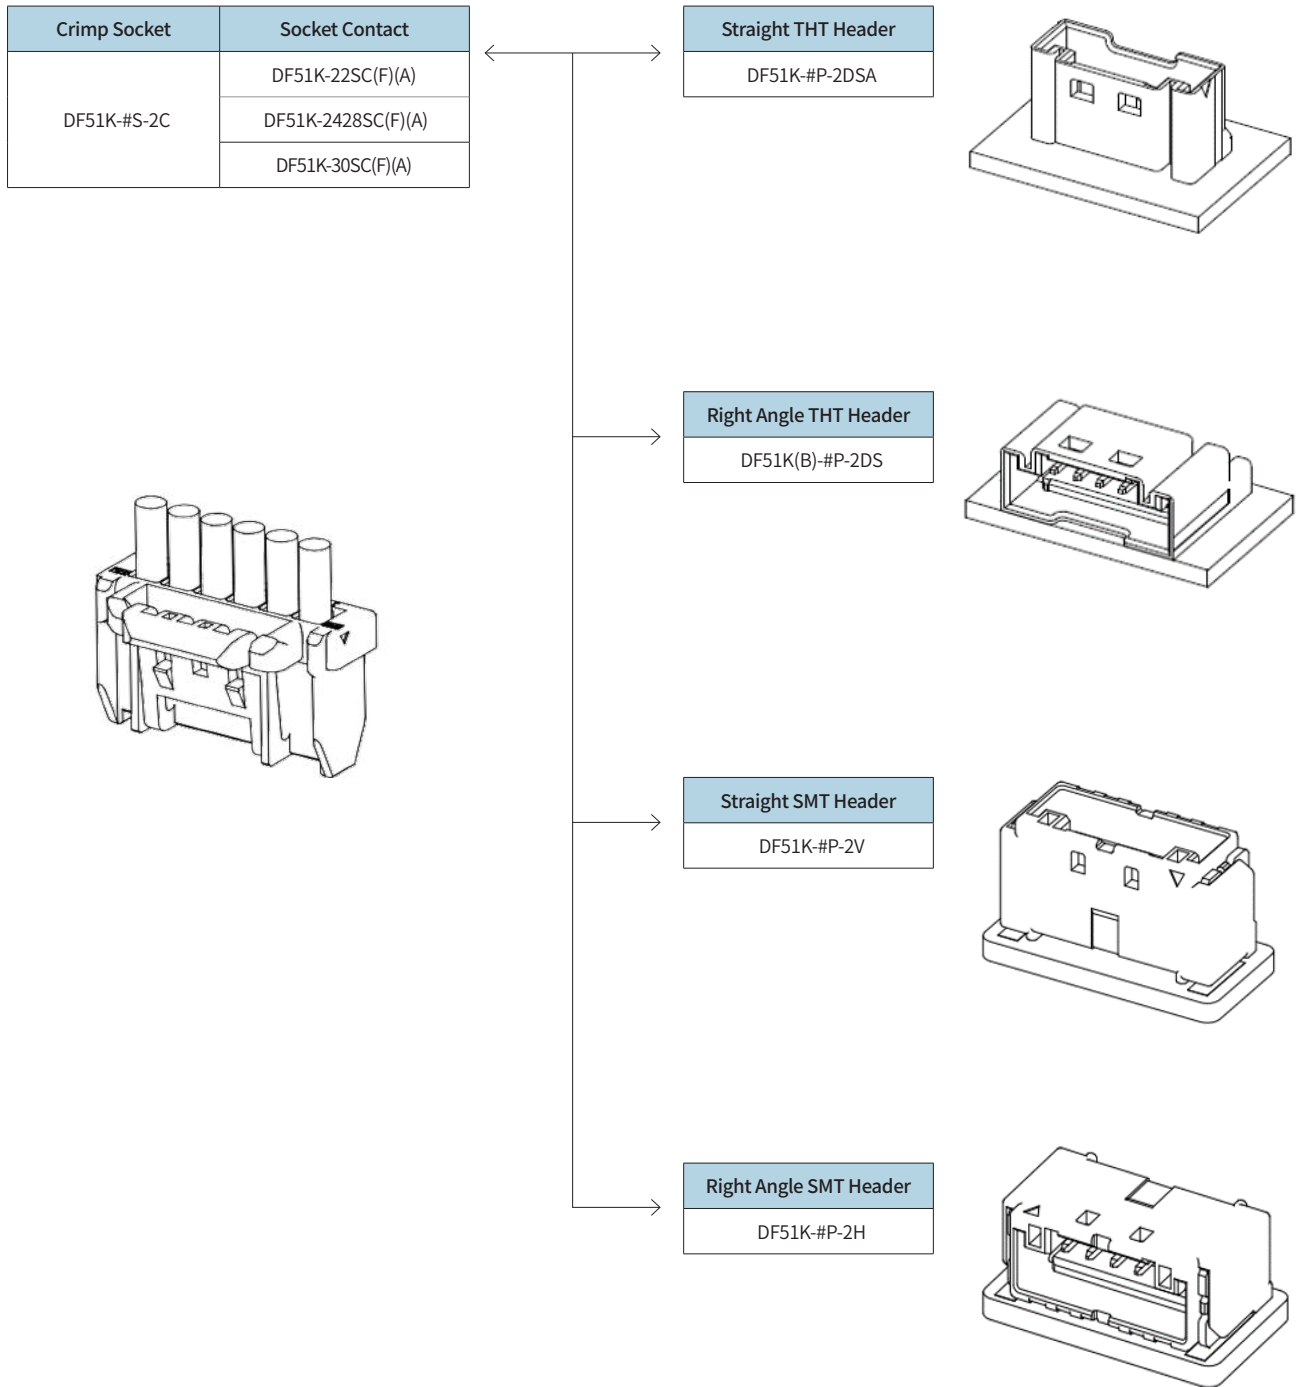 Crimp Socket
Socket Contact
DF51K-#S-2C
DF51K-22SC(F)(A)
DF51K-2428SC(F)(A)
DF51K-30SC(F)(A)
Straight THT Header
DF51K-#P-2DSA
Right Angle THT Header
DF51K(B)-#P-2DS
Straight SMT Header
DF51K-#P-2V
Right Angle SMT Header
DF51K-#P-2H